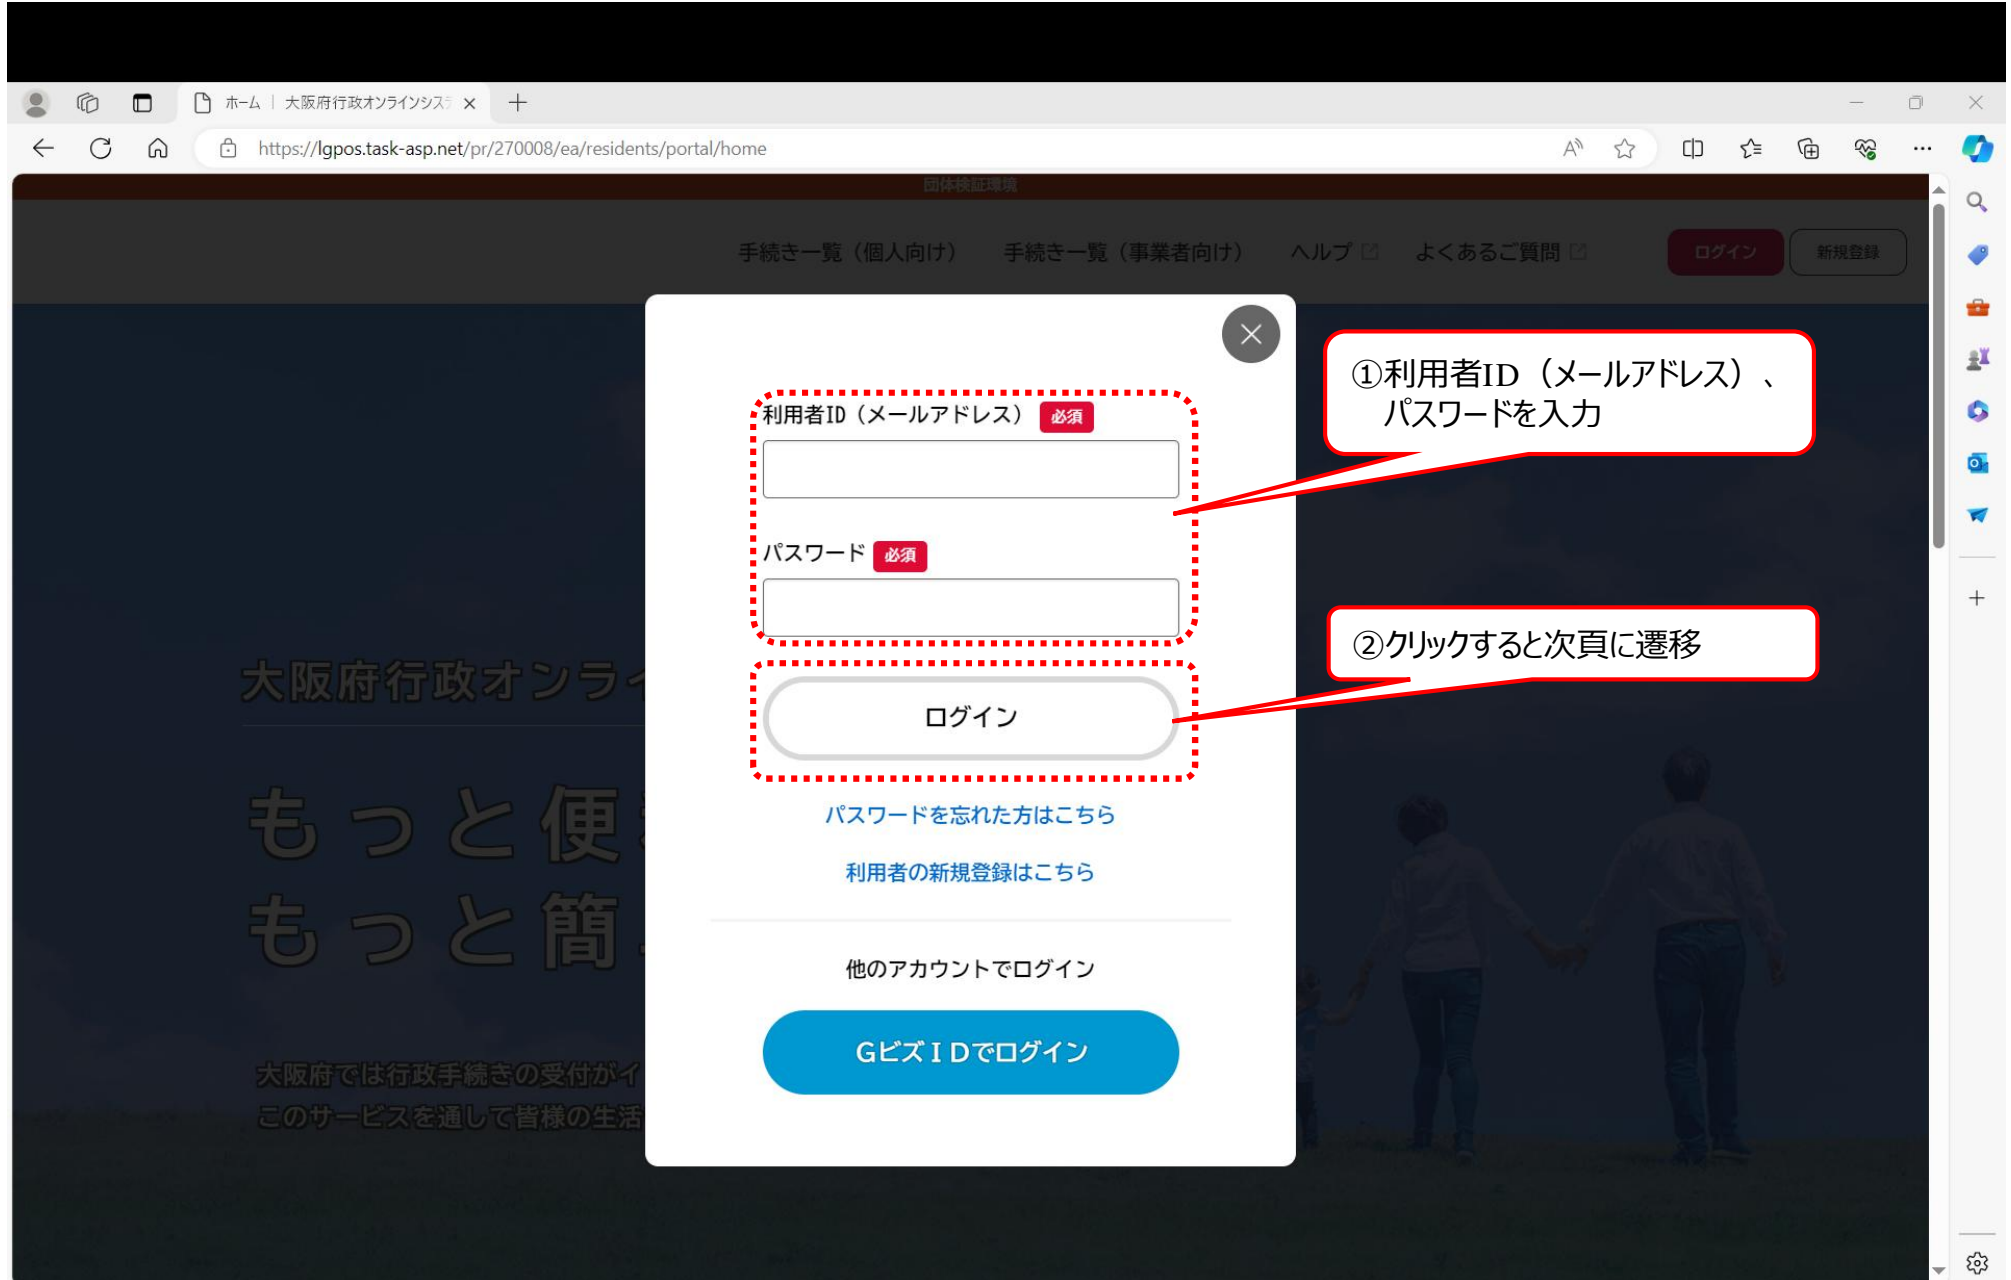 ホーム | 大阪府行政オンラインシス
https://lgpos.task-asp.net/pr/270008/ea/residents/portal/home
団体検証環境
手続き一覧（個人向け） 手続き一覧（事業者向け） ヘルプ よくあるご質問 ログイン 新規登録
①利用者ID（メールアドレス）、
パスワードを入力
利用者ID（メールアドレス） 必須
パスワード 必須
②クリックすると次頁に遷移
ログイン
大阪府行政オンライ
もっと便
もっと簡
パスワードを忘れた方はこちら
利用者の新規登録はこちら
他のアカウントでログイン
GビズIDでログイン
大阪府では行政手続きの受付がイ
このサービスを通して皆様の生活